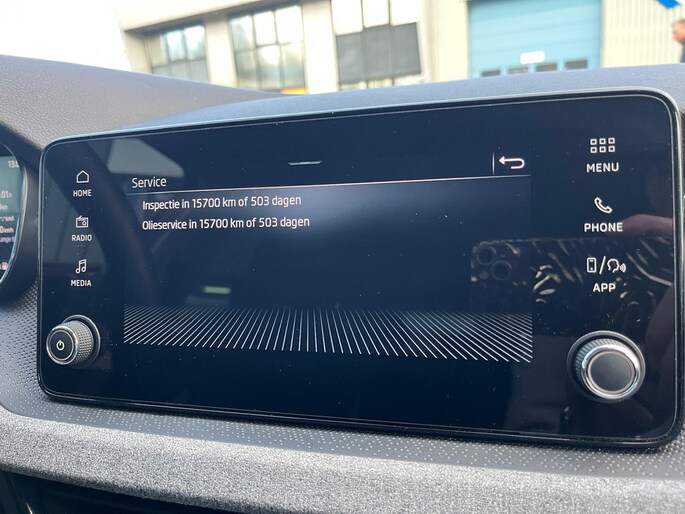 Service
Inspectie in 15700 km of 503 dagen
Olieservice in 15700 km of 503 dagen
HOME
RADIO
MEDIA
MENU
PHONE
APP